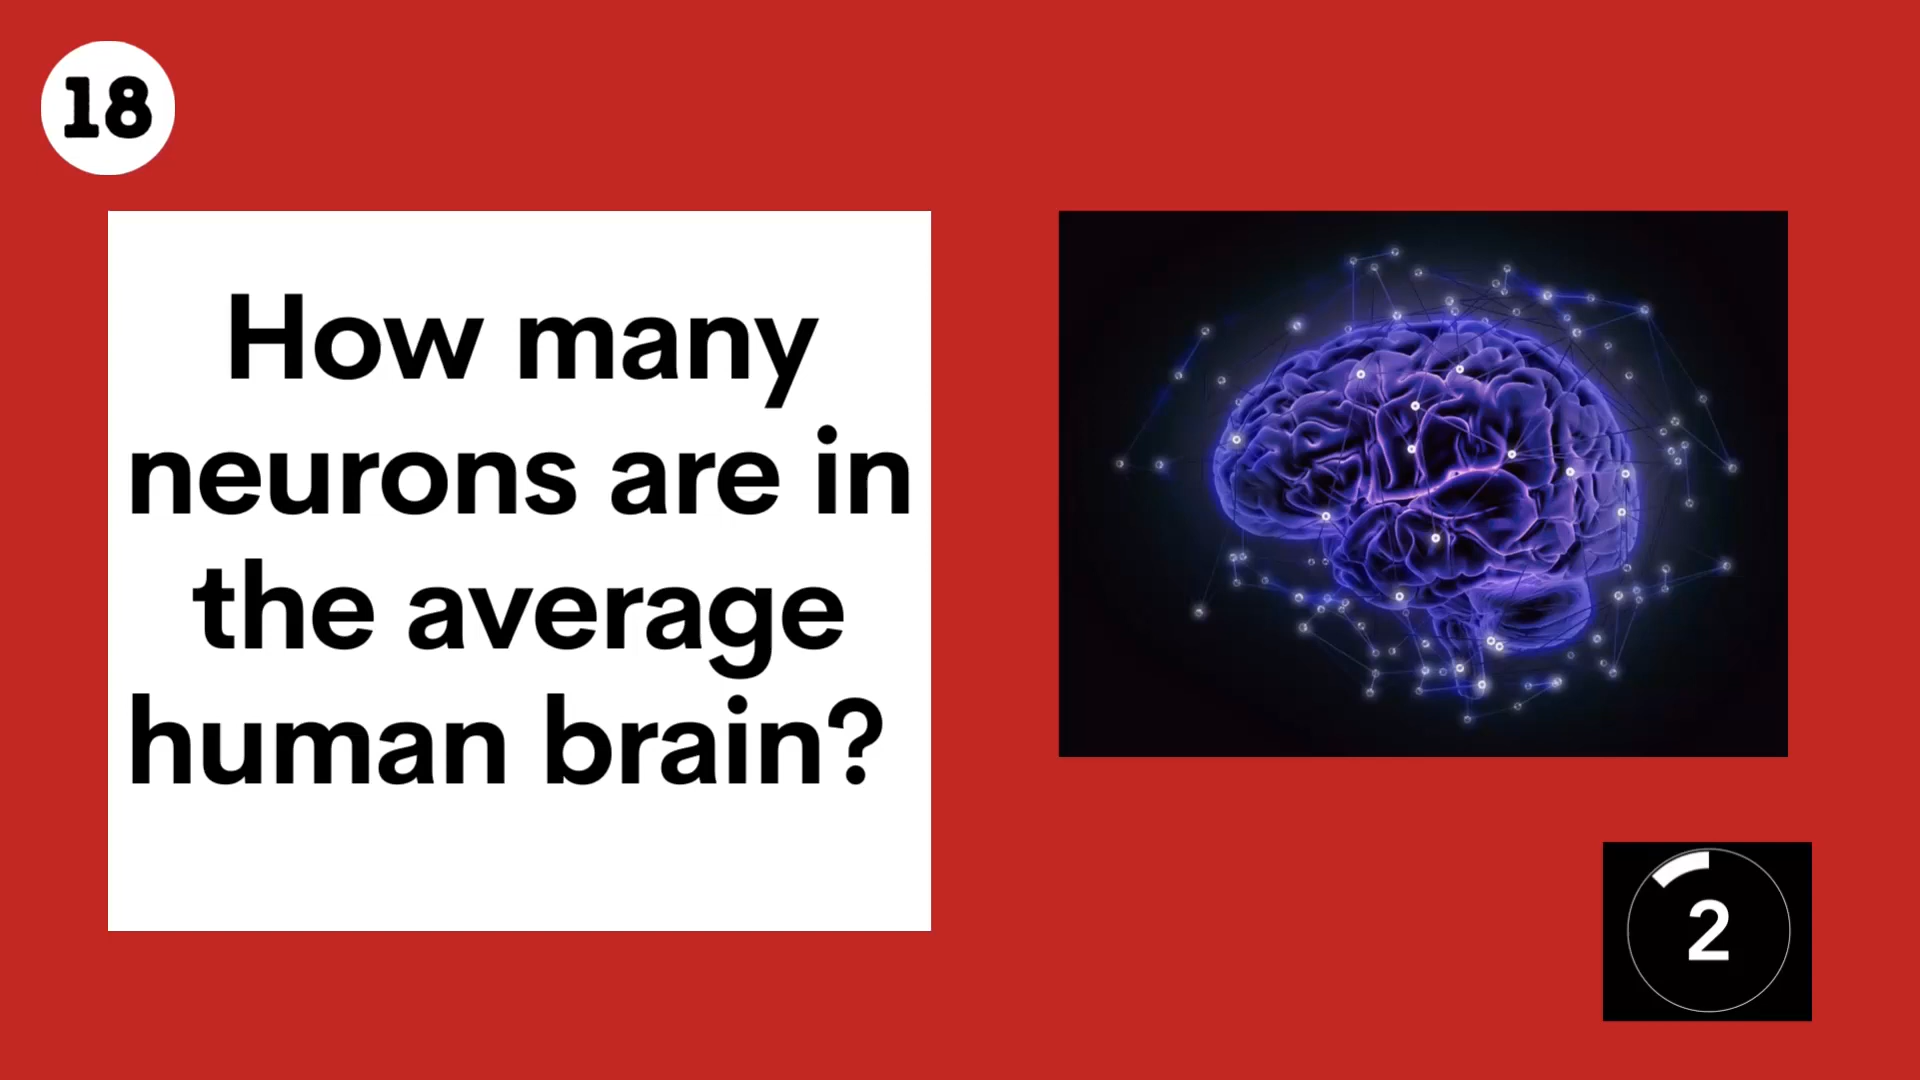 18
How many
neurons are in
the average
human brain?
2